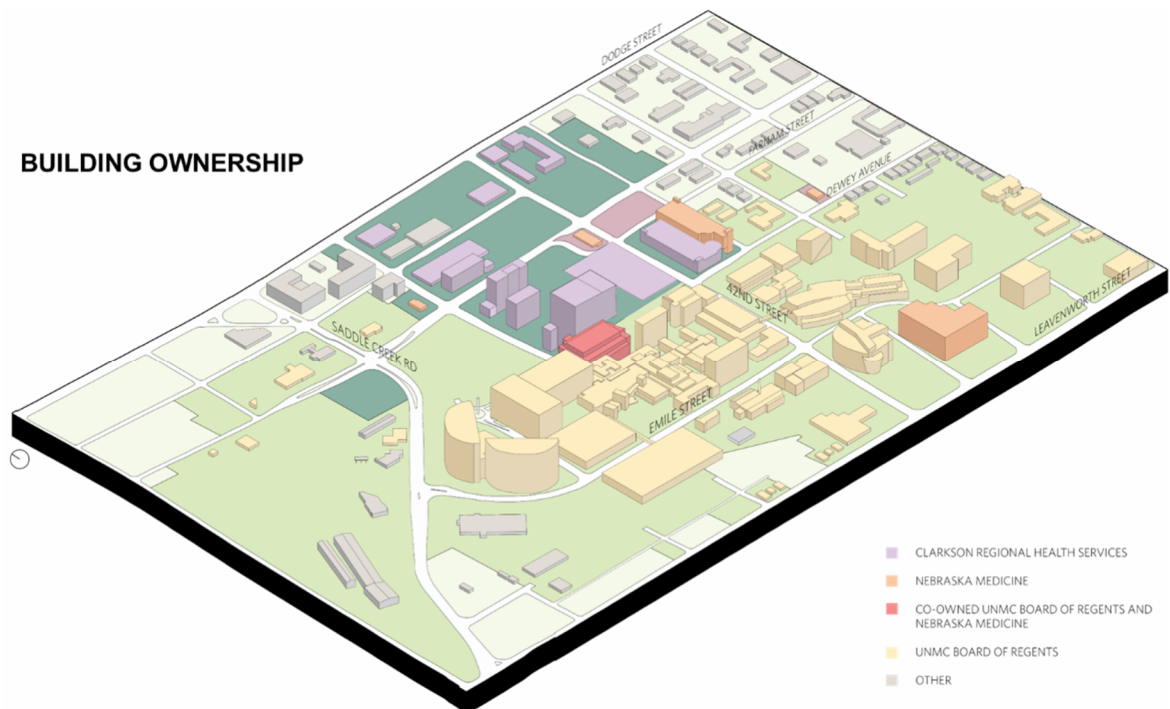 BUILDING OWNERSHIP
DODGE STREET
FARNAM STREET
DEWEY AVENUE
42ND STREET
LEAVENWORTH STREET
SADDLE CREEK RD
EMILE STREET
CLARKSON REGIONAL HEALTH SERVICES
NEBRASKA MEDICINE
CO-OWNED UNMC BOARD OF REGENTS AND
NEBRASKA MEDICINE
UNMC BOARD OF REGENTS
OTHER